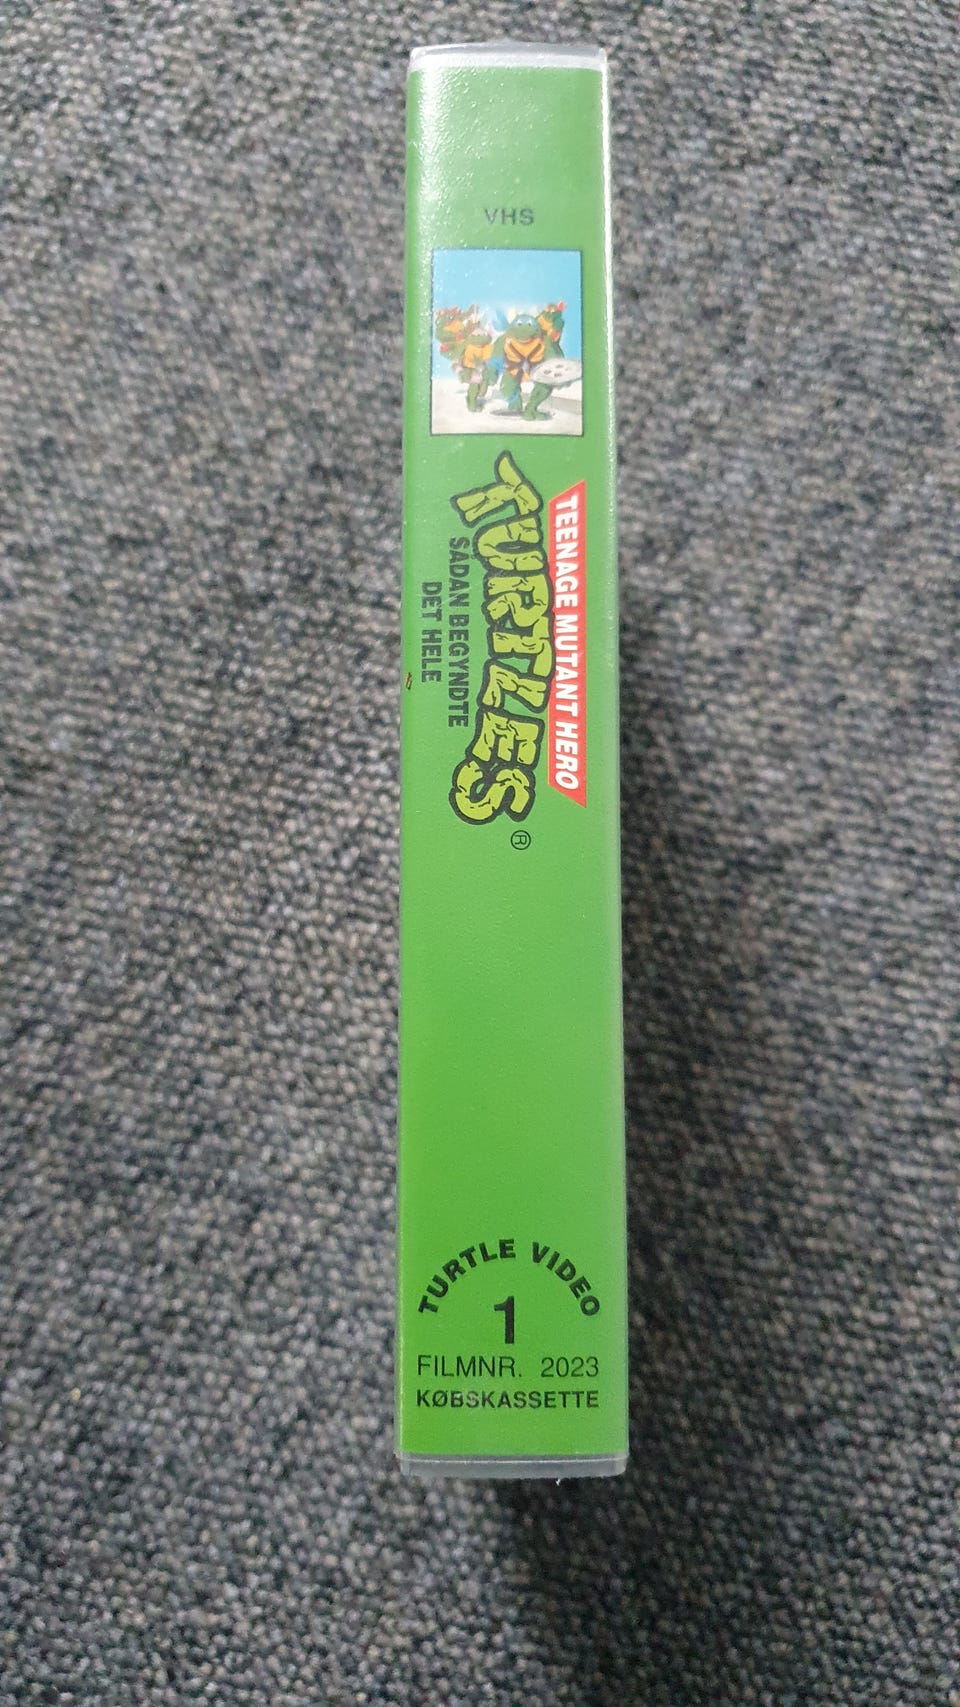 VHS
TEENAGE MUTANT HERO
TURTLES®
SÅDAN BEGYNDTE
DET HELE
TURTLE VIDEO
1
FILMNR. 2023
KØBSKASSETTE